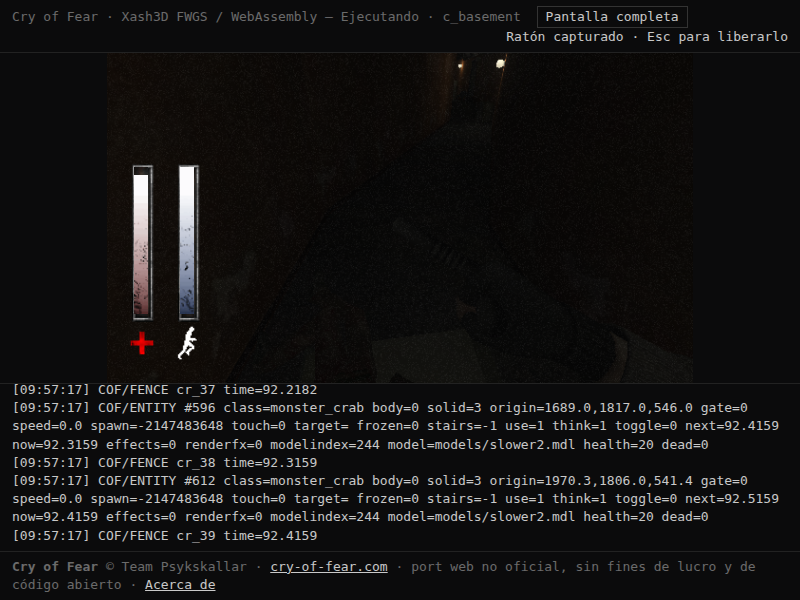 Cry of Fear · Xash3D FWGS / WebAssembly — Ejecutando · c_basement
Pantalla completa
Ratón capturado · Esc para liberarlo
[09:57:17] COF/FENCE cr_37 time=92.2182
[09:57:17] COF/ENTITY #596 class=monster_crab body=0 solid=3 origin=1689.0,1817.0,546.0 gate=0
speed=0.0 spawn=-2147483648 touch=0 target= frozen=0 stairs=-1 use=1 think=1 toggle=0 next=92.4159
now=92.3159 effects=0 renderfx=0 modelindex=244 model=models/slower2.mdl health=20 dead=0
[09:57:17] COF/FENCE cr_38 time=92.3159
[09:57:17] COF/ENTITY #612 class=monster_crab body=0 solid=3 origin=1970.3,1806.0,541.4 gate=0
speed=0.0 spawn=-2147483648 touch=0 target= frozen=0 stairs=-1 use=1 think=1 toggle=0 next=92.5159
now=92.4159 effects=0 renderfx=0 modelindex=244 model=models/slower2.mdl health=20 dead=0
[09:57:17] COF/FENCE cr_39 time=92.4159
Cry of Fear © Team Psykskallar · cry-of-fear.com · port web no oficial, sin fines de lucro y de
código abierto · Acerca de